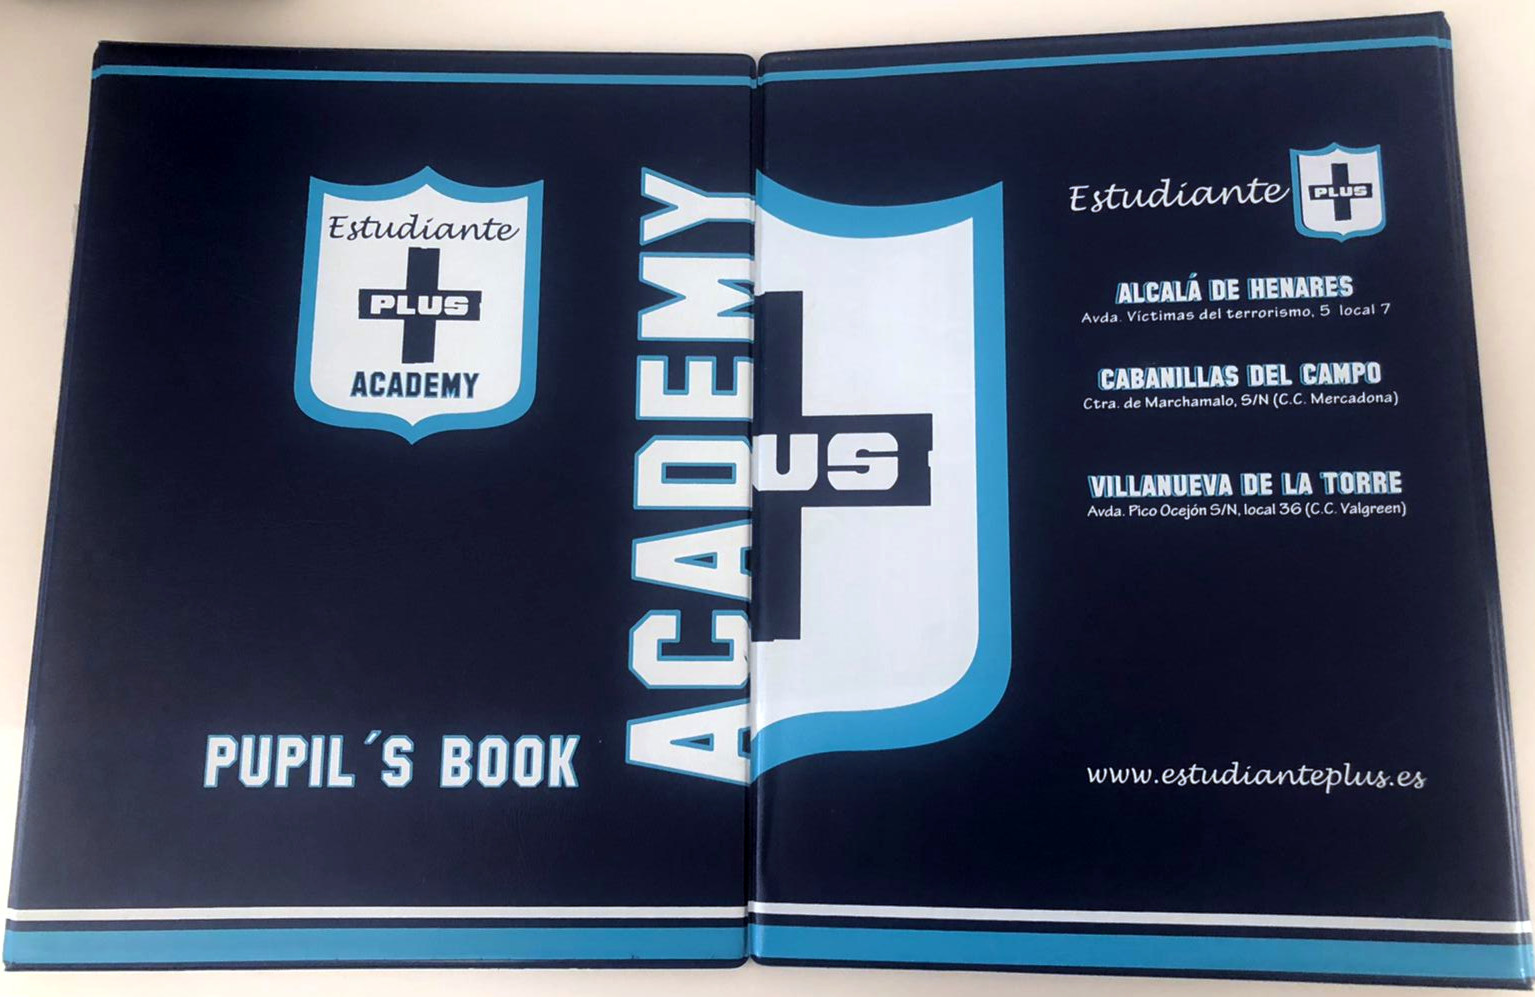 Estudiante
PLUS
ACADEMY
PUPIL´S BOOK
ACADEMY
US
Estudiante PLUS
ALCALÁ DE HENARES
Avda. Víctimas del terrorismo, 5 local 7
CABANILLAS DEL CAMPO
Ctra. de Marchamalo, S/N (C.C. Mercadona)
VILLANUEVA DE LA TORRE
Avda. Pico Ocejón S/N, local 36 (C.C. Valgreen)
www.estudianteplus.es